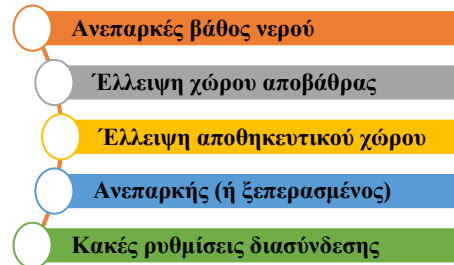 Ανεπαρκές βάθος νερού
Έλλειψη χώρου αποβάθρας
Έλλειψη αποθηκευτικού χώρου
Ανεπαρκής (ή ξεπερασμένος)
Κακές ρυθμίσεις διασύνδεσης